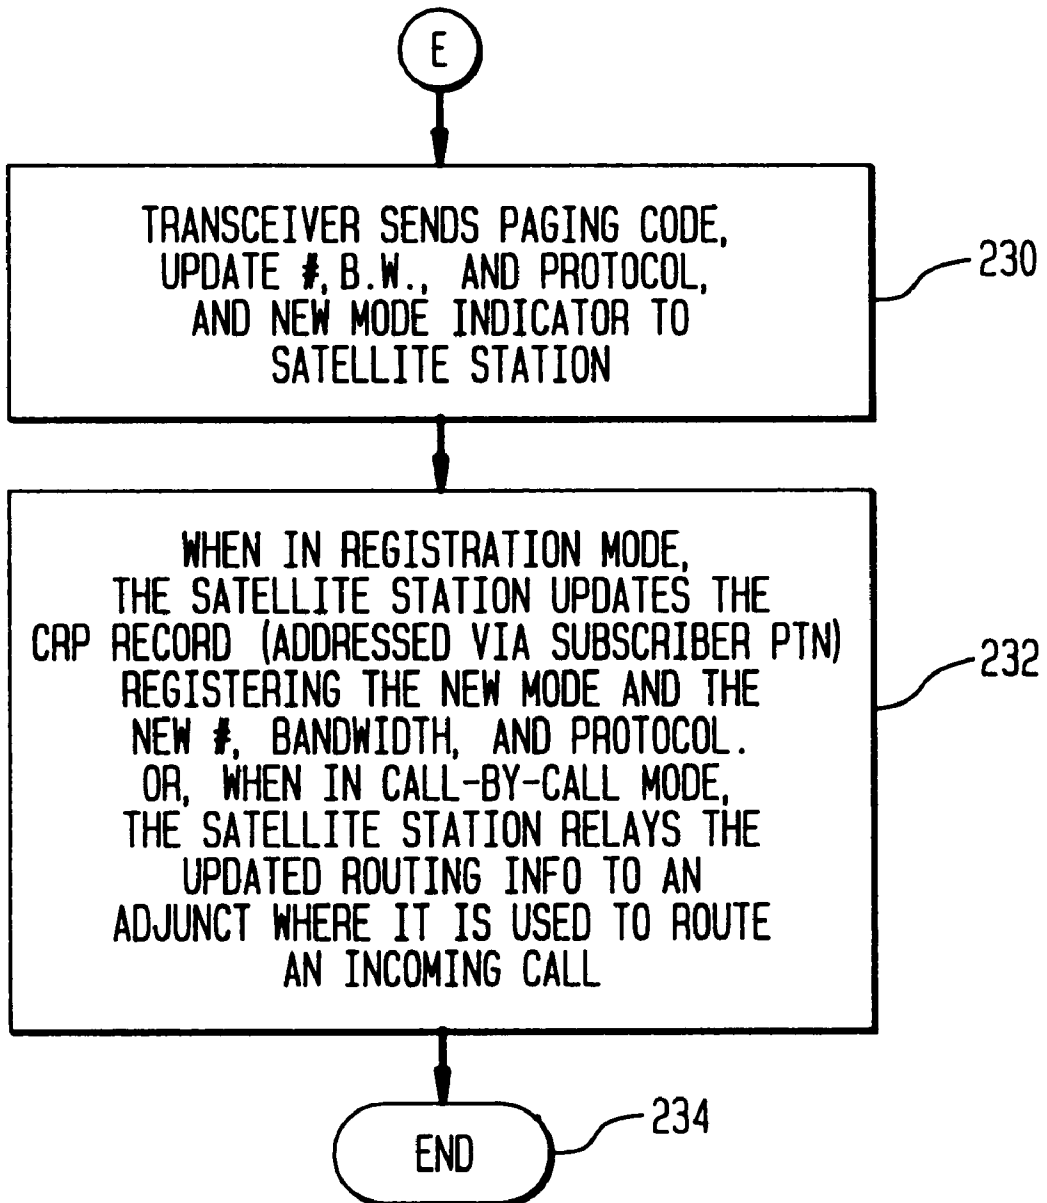 E
TRANSCEIVER SENDS PAGING CODE,
UPDATE #, B.W., AND PROTOCOL,
AND NEW MODE INDICATOR TO
SATELLITE STATION
230
WHEN IN REGISTRATION MODE,
THE SATELLITE STATION UPDATES THE
CRP RECORD (ADDRESSED VIA SUBSCRIBER PTN)
REGISTERING THE NEW MODE AND THE
NEW #, BANDWIDTH, AND PROTOCOL.
OR, WHEN IN CALL-BY-CALL MODE,
THE SATELLITE STATION RELAYS THE
UPDATED ROUTING INFO TO AN
ADJUNCT WHERE IT IS USED TO ROUTE
AN INCOMING CALL
232
END
234